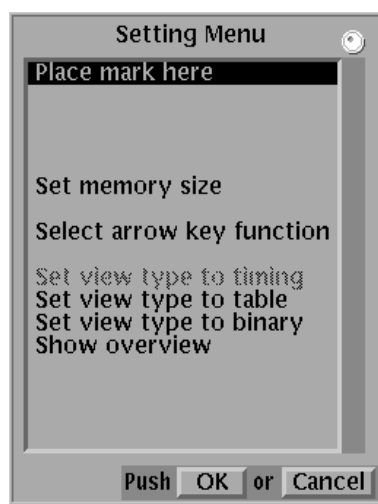 Setting Menu
Place mark here
Set memory size
Select arrow key function
Set view type to timing
Set view type to table
Set view type to binary
Show overview
Push OK or Cancel